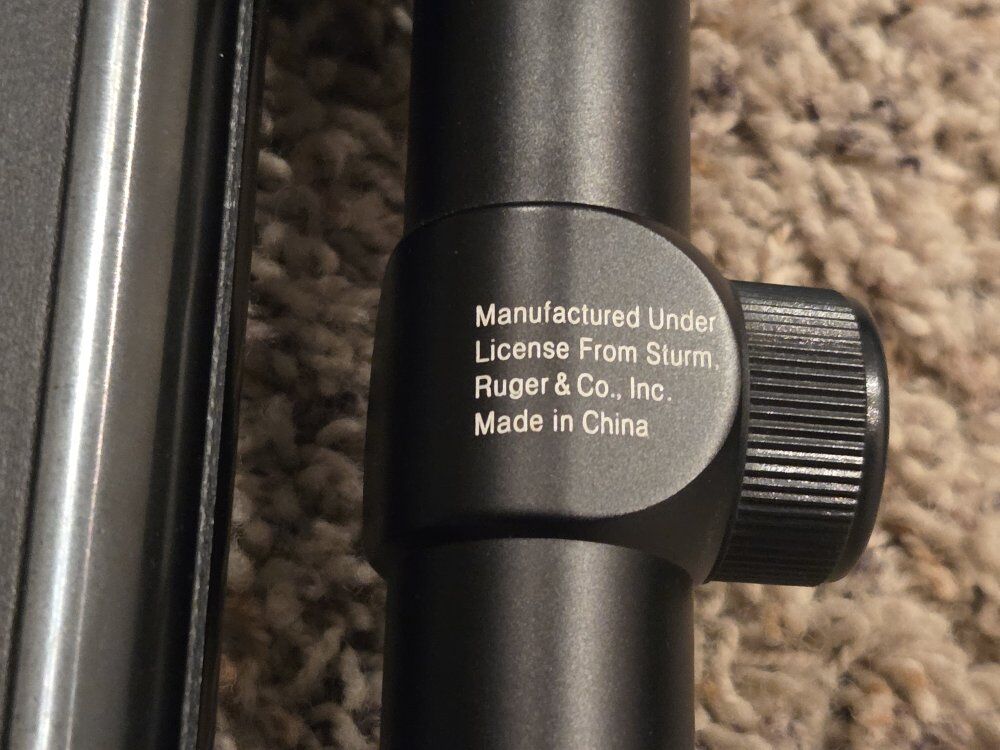 Manufactured Under
License From Sturm,
Ruger & Co., Inc.
Made in China